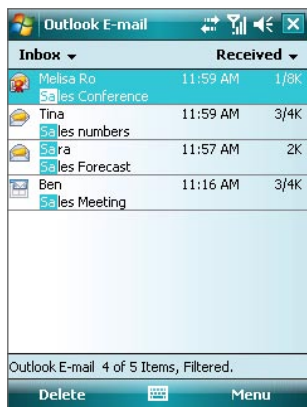 Outlook E-mail
Inbox Received
Melisa Ro 11:59 AM 1/8K
Sales Conference
Tina 11:59 AM 3/4K
Sales numbers
Sara 11:57 AM 2K
Sales Forecast
Ben 11:16 AM 3/4K
Sales Meeting
Outlook E-mail 4 of 5 Items, Filtered.
Delete Menu